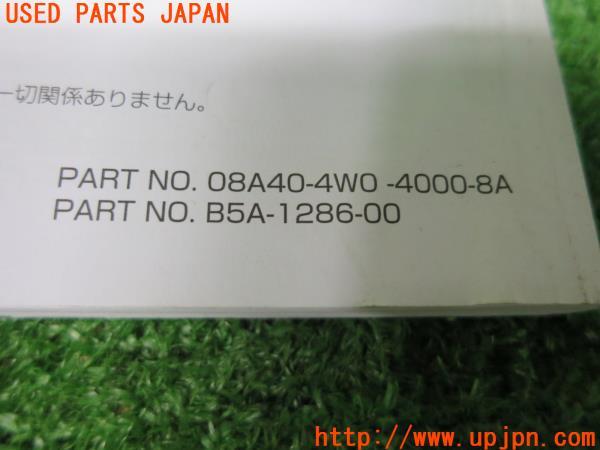 USED PARTS JAPAN
一切関係ありません。
PART NO. 08A40-4W0 -4000-8A
PART NO. B5A-1286-00
http://www.upjpn.com/